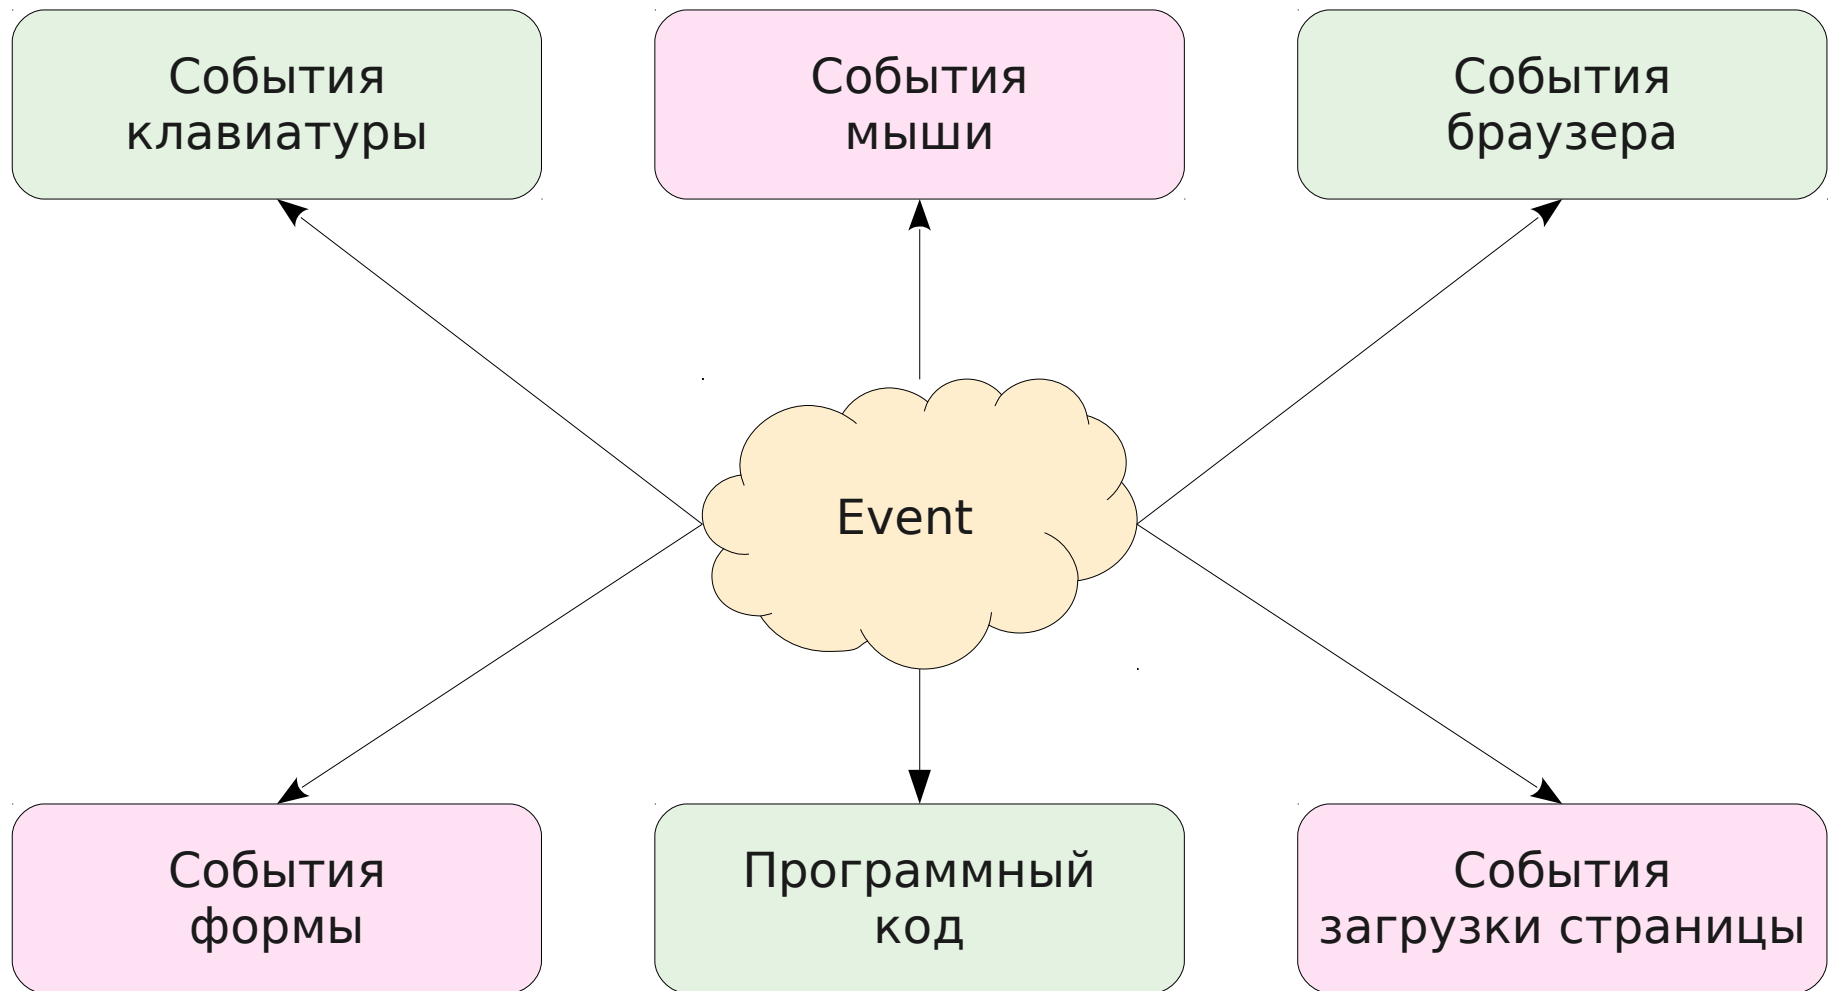 События
клавиатуры
События
мыши
События
браузера
Event
События
формы
Программный
код
События
загрузки страницы